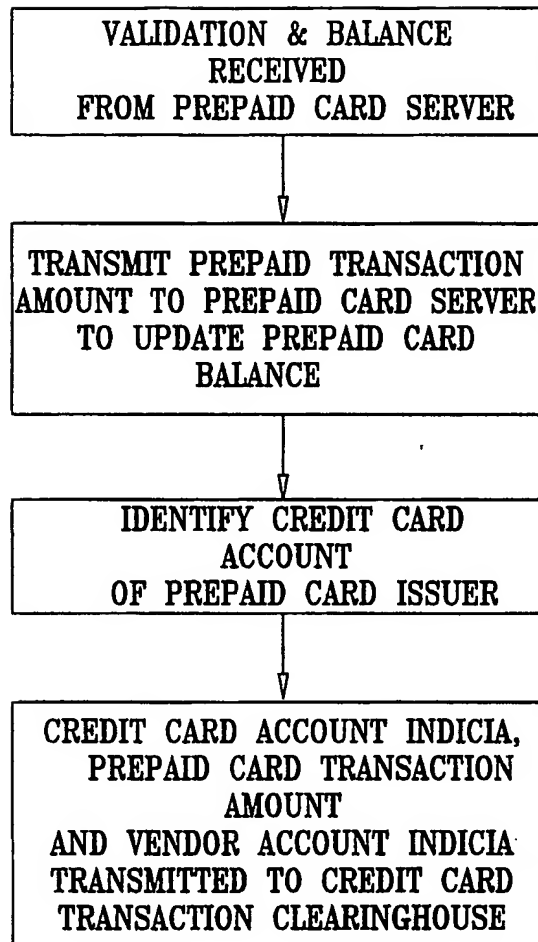 VALIDATION & BALANCE
RECEIVED
FROM PREPAID CARD SERVER
TRANSMIT PREPAID TRANSACTION
AMOUNT TO PREPAID CARD SERVER
TO UPDATE PREPAID CARD
BALANCE
IDENTIFY CREDIT CARD
ACCOUNT
OF PREPAID CARD ISSUER
CREDIT CARD ACCOUNT INDICIA,
PREPAID CARD TRANSACTION
AMOUNT
AND VENDOR ACCOUNT INDICIA
TRANSMITTED TO CREDIT CARD
TRANSACTION CLEARINGHOUSE